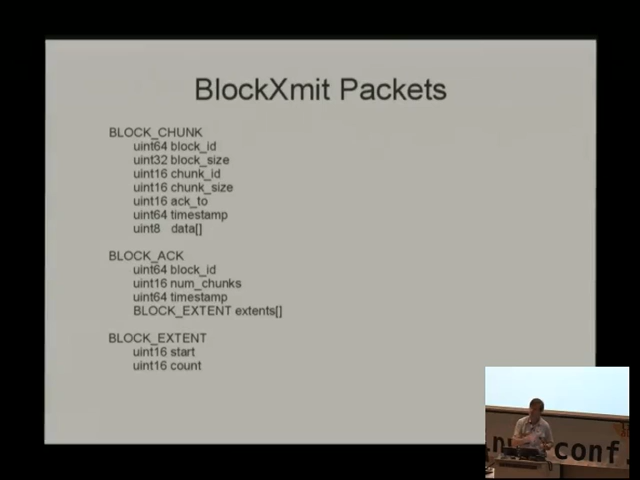 BlockXmit Packets
BLOCK_CHUNK
uint64 block_id
uint32 block_size
uint16 chunk_id
uint16 chunk_size
uint16 ack_to
uint64 timestamp
uint8 data[]
BLOCK_ACK
uint64 block_id
uint16 num_chunks
uint64 timestamp
BLOCK_EXTENT extents[]
BLOCK_EXTENT
uint16 start
uint16 count
conf.